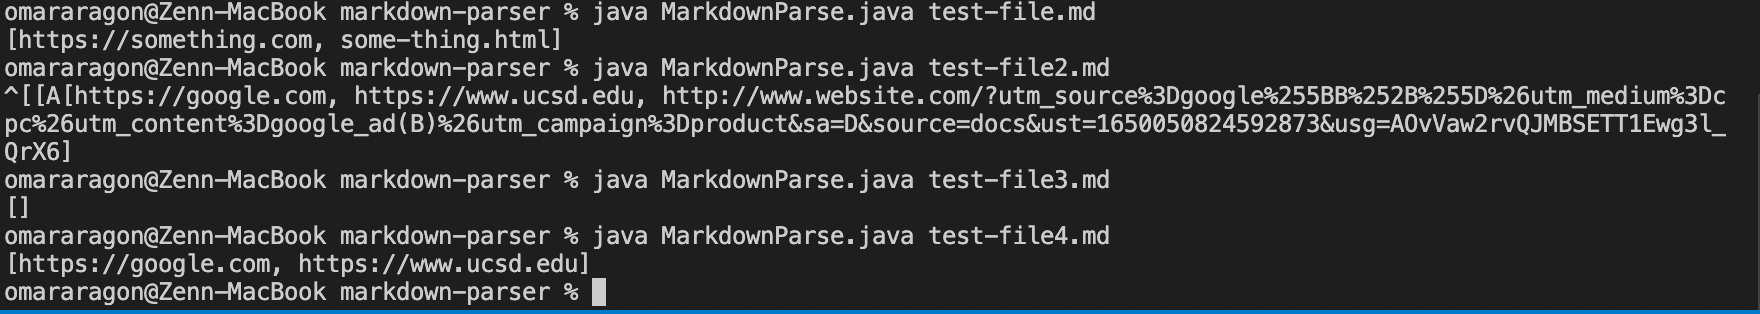 omararagon@Zenn-MacBook markdown-parser % java MarkdownParse.java test-file.md
[https://something.com, some-thing.html]
omararagon@Zenn-MacBook markdown-parser % java MarkdownParse.java test-file2.md
^[[A[https://google.com, https://www.ucsd.edu, http://www.website.com/?utm_source%3Dgoogle%255BB%252B%255D%26utm_medium%3Dc
pc%26utm_content%3Dgoogle_ad(B)%26utm_campaign%3Dproduct&sa=D&source=docs&ust=1650050824592873&usg=AOvVaw2rvQJMBSETT1Ewg3l_
QrX6]
omararagon@Zenn-MacBook markdown-parser % java MarkdownParse.java test-file3.md
[]
omararagon@Zenn-MacBook markdown-parser % java MarkdownParse.java test-file4.md
[https://google.com, https://www.ucsd.edu]
omararagon@Zenn-MacBook markdown-parser %